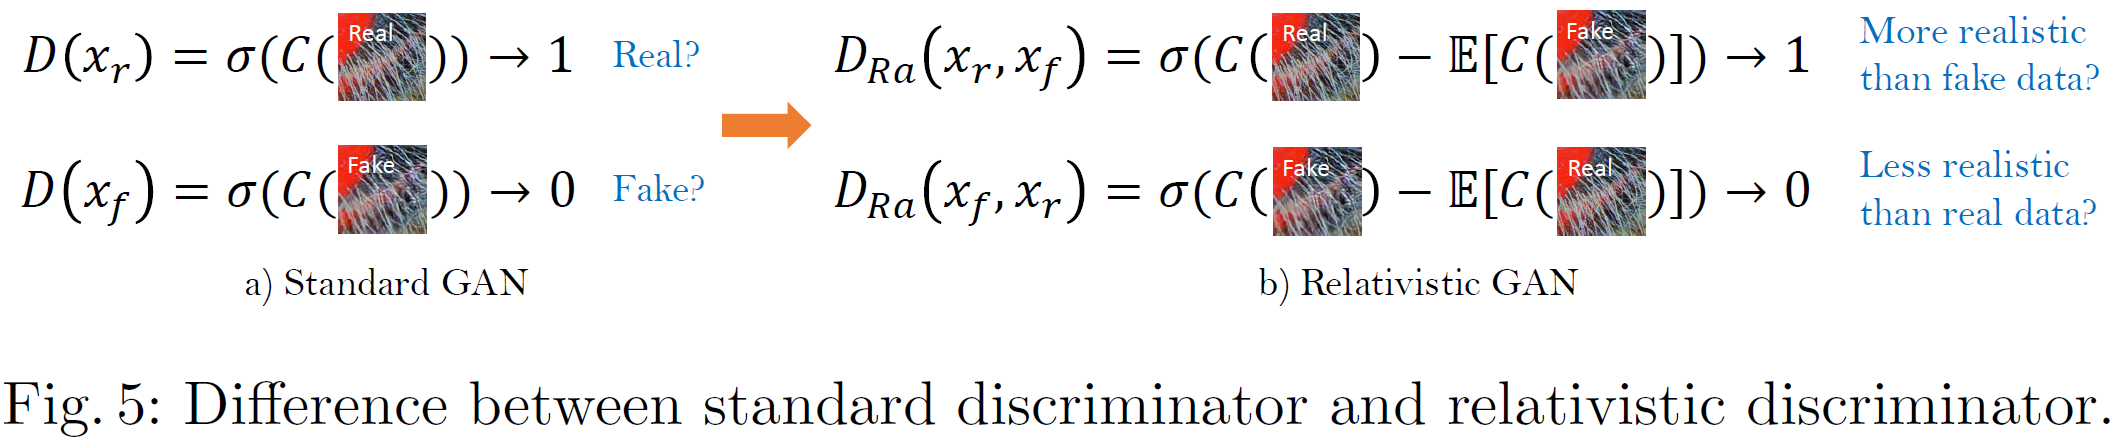 D(x_r) = σ(C(Real)) → 1 Real?
D(x_f) = σ(C(Fake)) → 0 Fake?
a) Standard GAN
D_Ra(x_r, x_f) = σ(C(Real) − 𝔼[C(Fake)]) → 1 More realistic
than fake data?
D_Ra(x_f, x_r) = σ(C(Fake) − 𝔼[C(Real)]) → 0 Less realistic
than real data?
b) Relativistic GAN
Fig. 5: Difference between standard discriminator and relativistic discriminator.